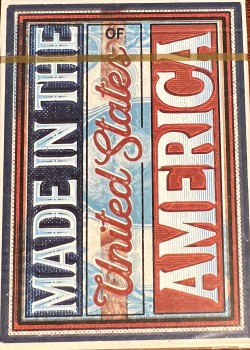 MADE IN THE
OF
United States
AMERICA